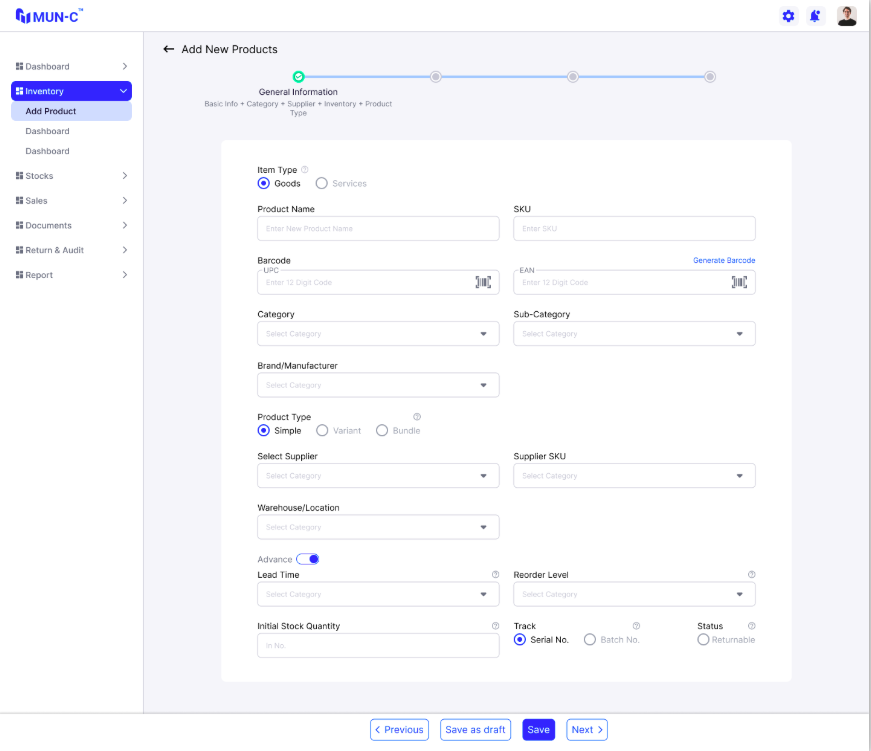 MUN-C™
Add New Products
Dashboard
Inventory
Add Product
Dashboard
Dashboard
Stocks
Sales
Documents
Return & Audit
Report
General Information
Basic Info + Category + Supplier + Inventory + Product
Type
Item Type
Goods Services
Product Name SKU
Enter New Product Name Enter SKU
Barcode Generate Barcode
UPC EAN
Enter 12 Digit Code Enter 12 Digit Code
Category Sub-Category
Select Category Select Category
Brand/Manufacturer
Select Category
Product Type
Simple Variant Bundle
Select Supplier Supplier SKU
Select Category Select Category
Warehouse/Location
Select Category
Advance
Lead Time Reorder Level
Select Category Select Category
Initial Stock Quantity Track Status
In No. Serial No. Batch No. Returnable
Previous Save as draft Save Next